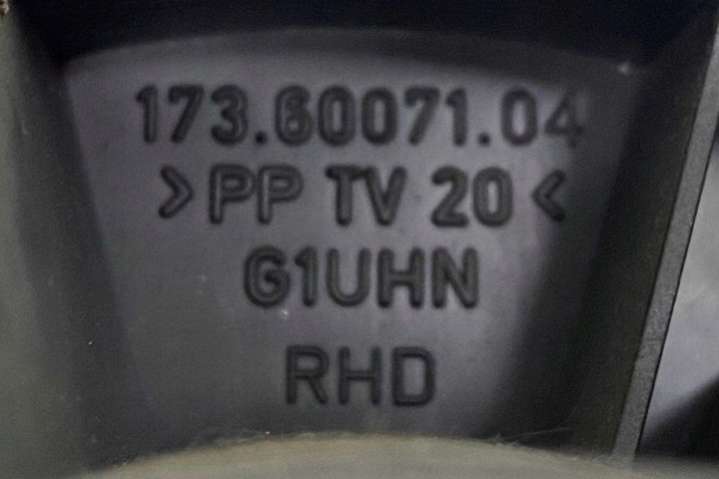 173.60071.04
>PP TV 20<
G1UHN
RHD